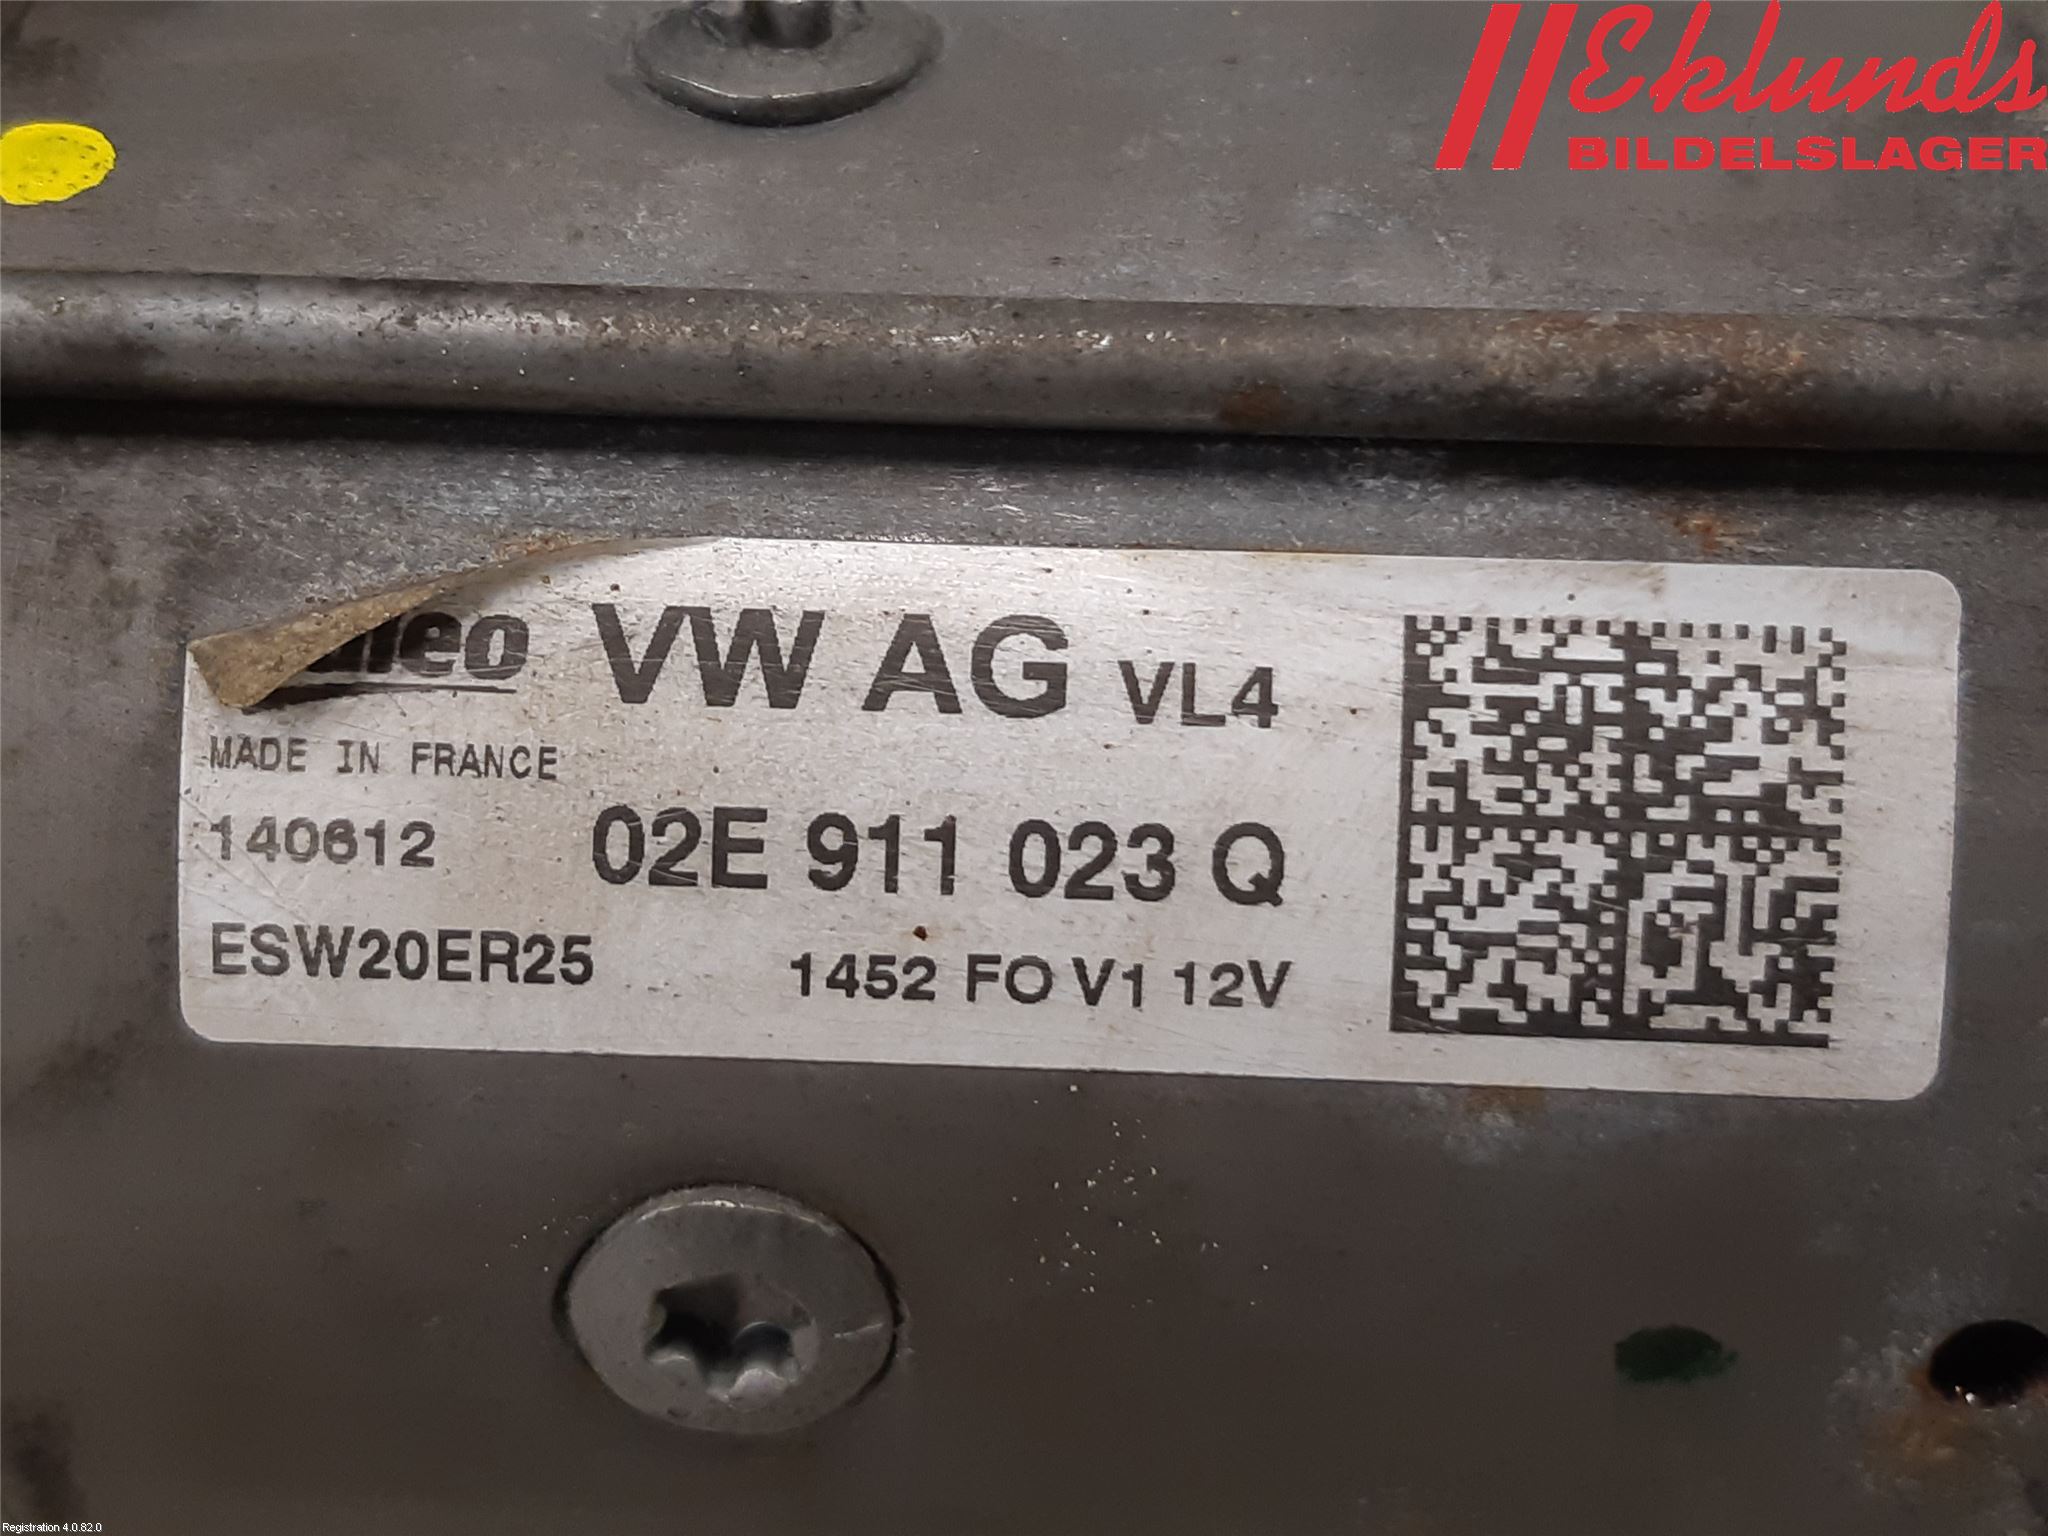 Eklunds
BILDELSLAGER
VW AG VL4
MADE IN FRANCE
140612 02E 911 023 Q
ESW20ER25 1452 FO V1 12V
Registration 4.0.82.0